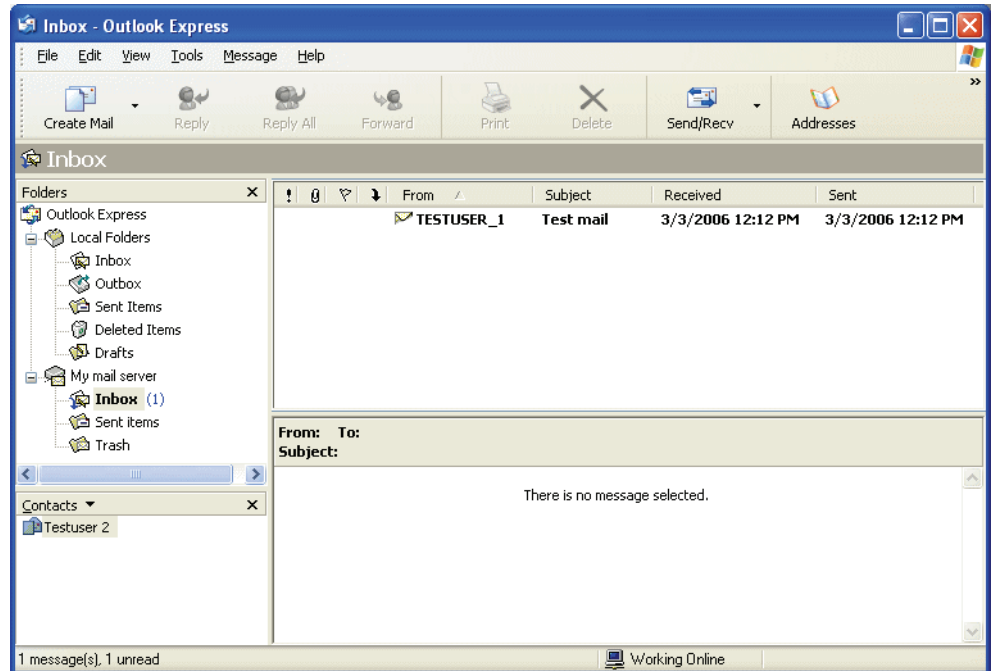 Inbox - Outlook Express
File Edit View Tools Message Help
Create Mail Reply Reply All Forward Print Delete Send/Recv Addresses »
Inbox
Folders x
Outlook Express
Local Folders
Inbox
Outbox
Sent Items
Deleted Items
Drafts
My mail server
Inbox (1)
Sent items
Trash
Contacts x
Testuser 2
! From Subject Received Sent
TESTUSER_1 Test mail 3/3/2006 12:12 PM 3/3/2006 12:12 PM
From: To:
Subject:
There is no message selected.
1 message(s), 1 unread Working Online